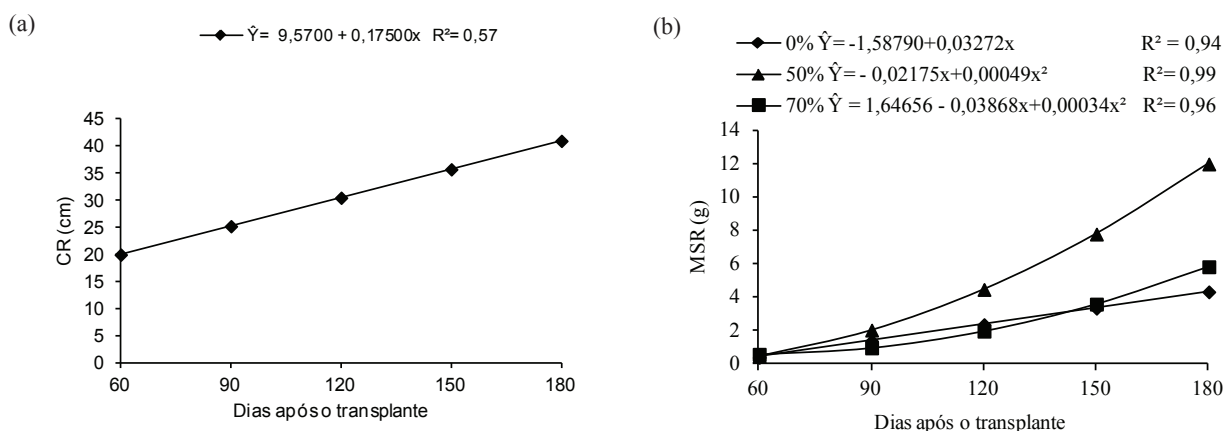 (a)
Ŷ= 9,5700 + 0,17500x R²= 0,57
CR (cm)
45
40
35
30
25
20
15
10
5
0
60 90 120 150 180
Dias após o transplante
(b)
0% Ŷ= -1,58790+0,03272x R² = 0,94
50% Ŷ= - 0,02175x+0,00049x² R²= 0,99
70% Ŷ = 1,64656 - 0,03868x+0,00034x² R²= 0,96
MSR (g)
14
12
10
8
6
4
2
0
60 90 120 150 180
Dias após o transplante